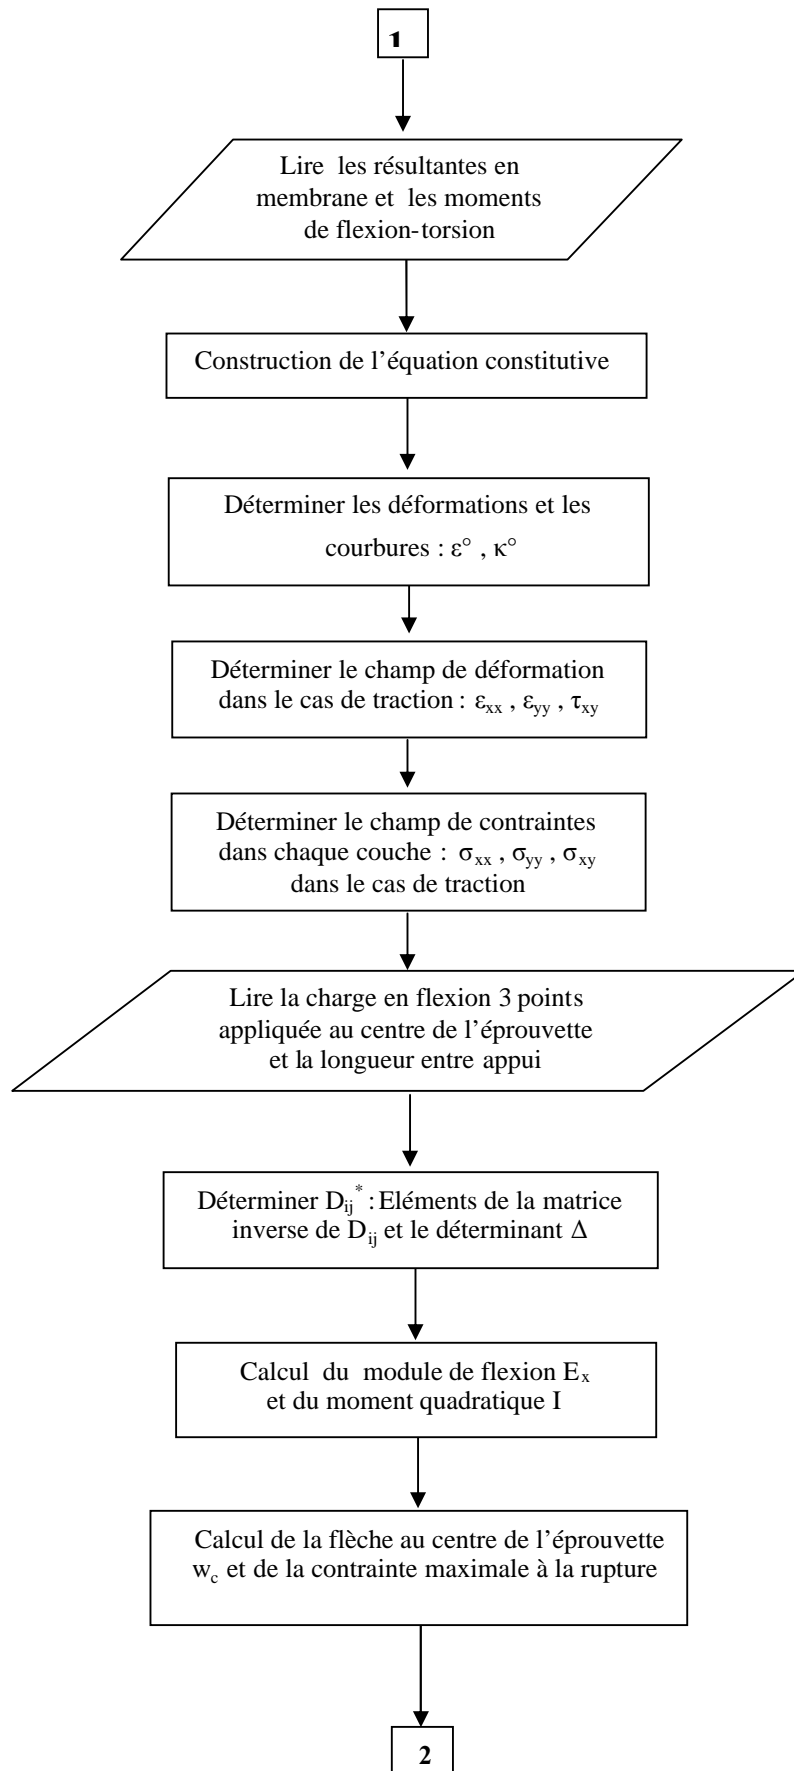 1
Lire les résultantes en
membrane et les moments
de flexion-torsion
Construction de l’équation constitutive
Déterminer les déformations et les
courbures : ε° , κ°
Déterminer le champ de déformation
dans le cas de traction : εxx , εyy , τxy
Déterminer le champ de contraintes
dans chaque couche : σxx , σyy , σxy
dans le cas de traction
Lire la charge en flexion 3 points
appliquée au centre de l’éprouvette
et la longueur entre appui
Déterminer Dij* : Eléments de la matrice
inverse de Dij et le déterminant Δ
Calcul du module de flexion Ex
et du moment quadratique I
Calcul de la flèche au centre de l’éprouvette
wc et de la contrainte maximale à la rupture
2